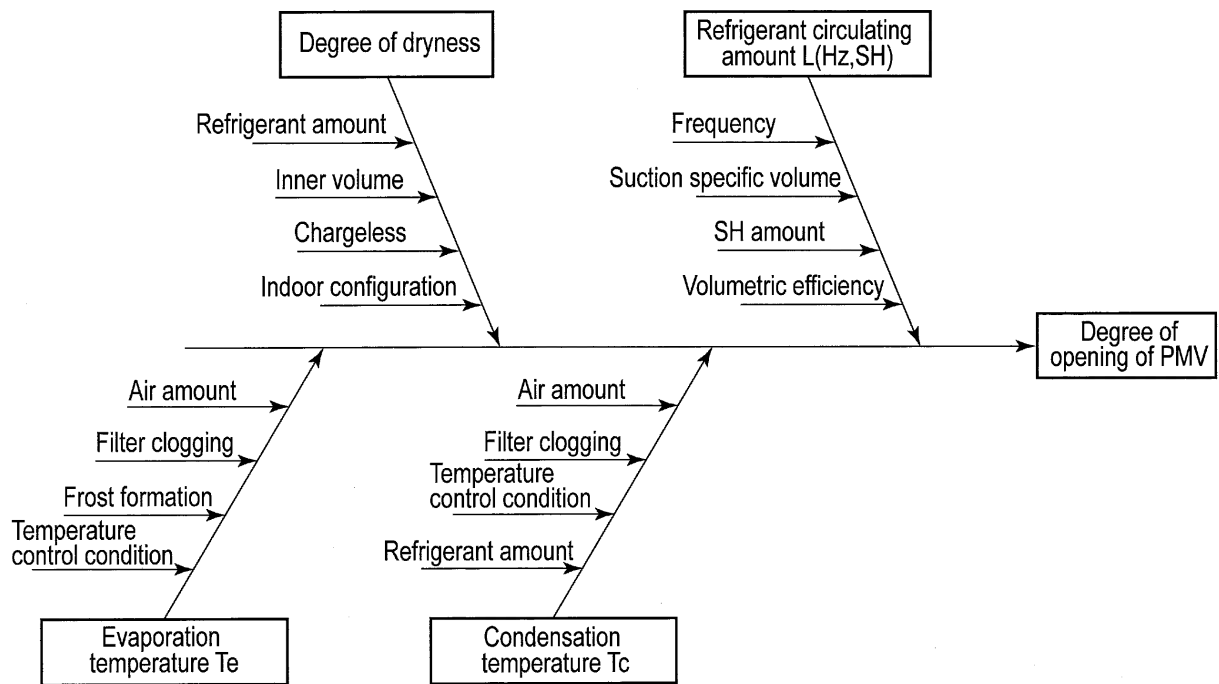 Degree of dryness
Refrigerant amount
Inner volume
Chargeless
Indoor configuration
Refrigerant circulating
amount L(Hz,SH)
Frequency
Suction specific volume
SH amount
Volumetric efficiency
Degree of
opening of PMV
Air amount
Filter clogging
Frost formation
Temperature
control condition
Evaporation
temperature Te
Air amount
Filter clogging
Temperature
control condition
Refrigerant amount
Condensation
temperature Tc